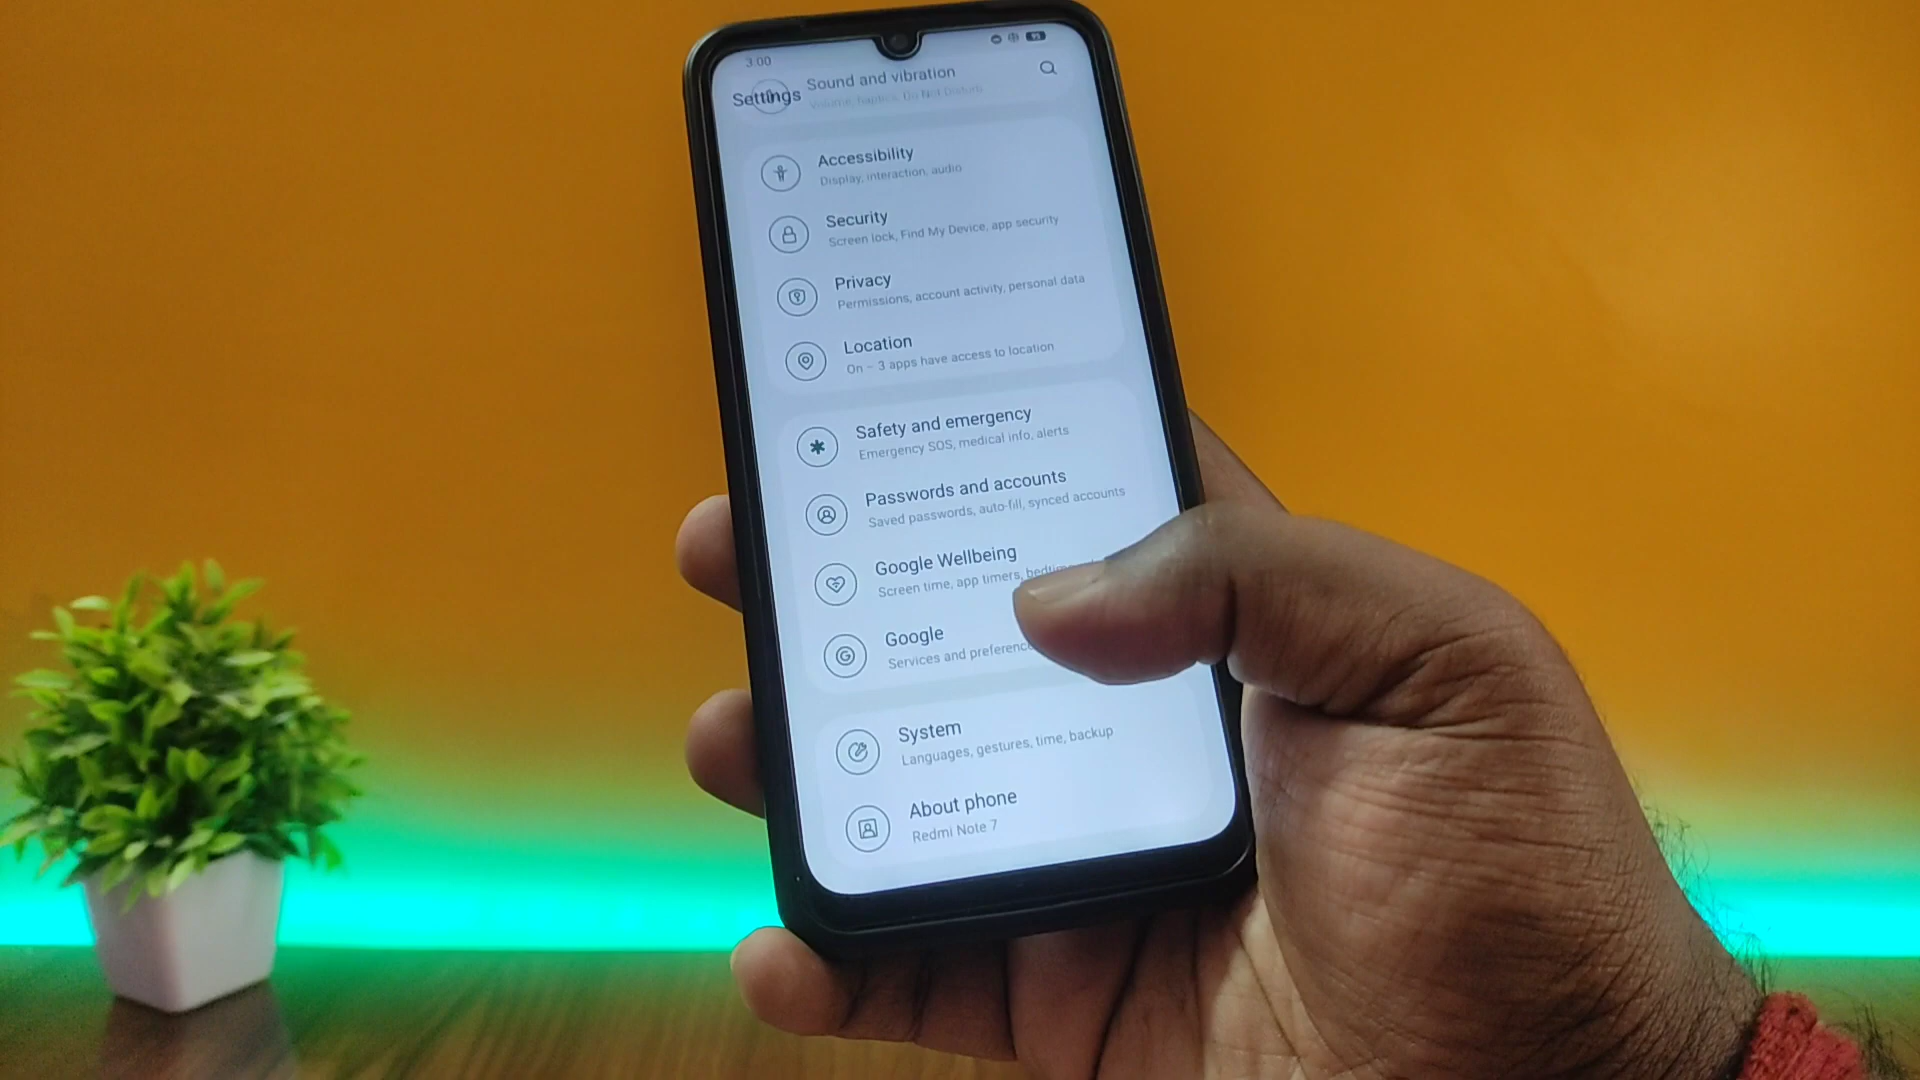 3:00
Sound and vibration
Settings
Volume, haptics, Do Not Disturb
Accessibility
Display, interaction, audio
Security
Screen lock, Find My Device, app security
Privacy
Permissions, account activity, personal data
Location
On – 3 apps have access to location
Safety and emergency
Emergency SOS, medical info, alerts
Passwords and accounts
Saved passwords, auto-fill, synced accounts
Google Wellbeing
Screen time, app timers,
Google
Services and
System
Languages, gestures, time, backup
About phone
Redmi Note 7